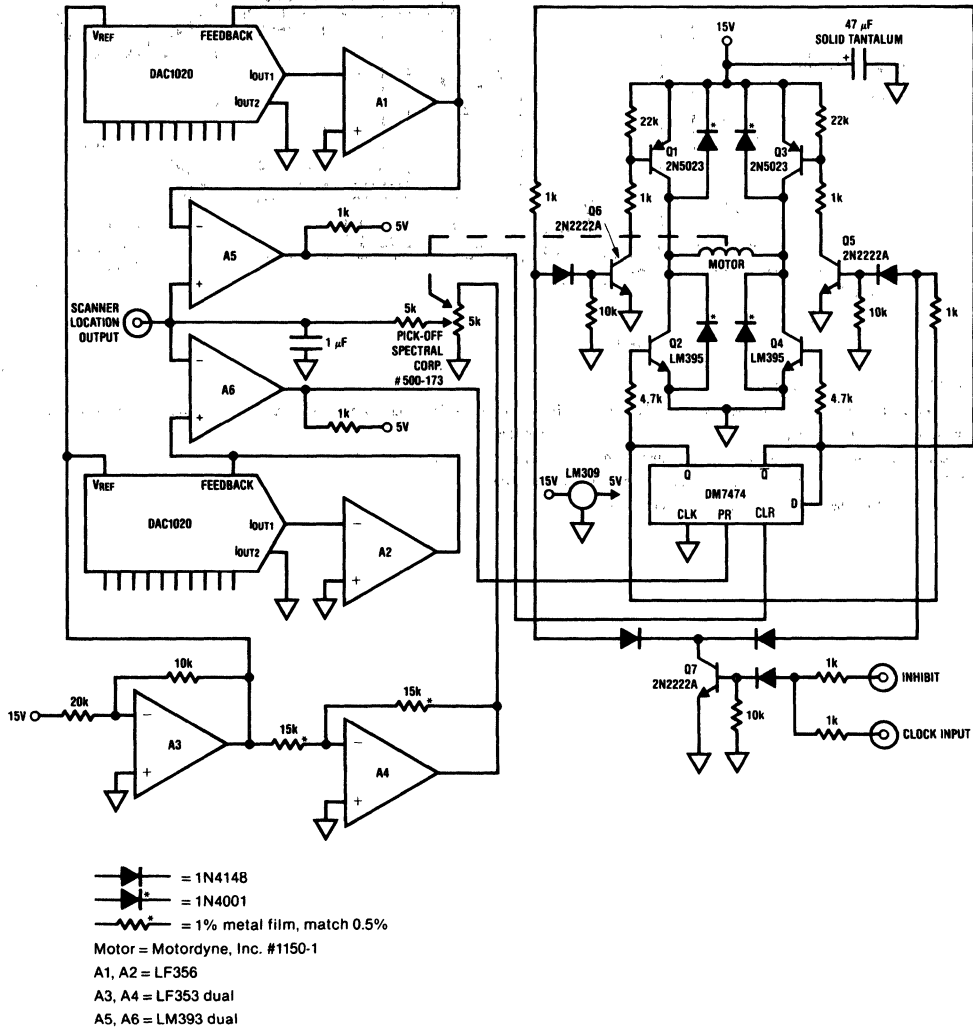 VREF
FEEDBACK
DAC1020
IOUT1
IOUT2
A1
+
15V
47 μF
SOLID TANTALUM
+
22k
*
*
22k
Q1
2N5023
Q3
2N5023
1k
1k
1k
Q6
2N2222A
Q5
2N2222A
MOTOR
10k
10k
1k
*
*
Q2
LM395
Q4
LM395
4.7k
4.7k
−
A5
+
1k
5V
SCANNER
LOCATION
OUTPUT
5k
5k
PICK-OFF
SPECTRAL
CORP.
#500-173
1 μF
−
A6
+
1k
5V
VREF
FEEDBACK
DAC1020
IOUT1
IOUT2
−
A2
+
LM309
15V
5V
Q
Q
DM7474
D
CLK
PR
CLR
Q7
2N2222A
10k
1k
INHIBIT
1k
CLOCK INPUT
10k
20k
15V
−
A3
+
15k
*
15k
*
−
A4
+
= 1N4148
* = 1N4001
* = 1% metal film, match 0.5%
Motor = Motordyne, Inc. #1150-1
A1, A2 = LF356
A3, A4 = LF353 dual
A5, A6 = LM393 dual